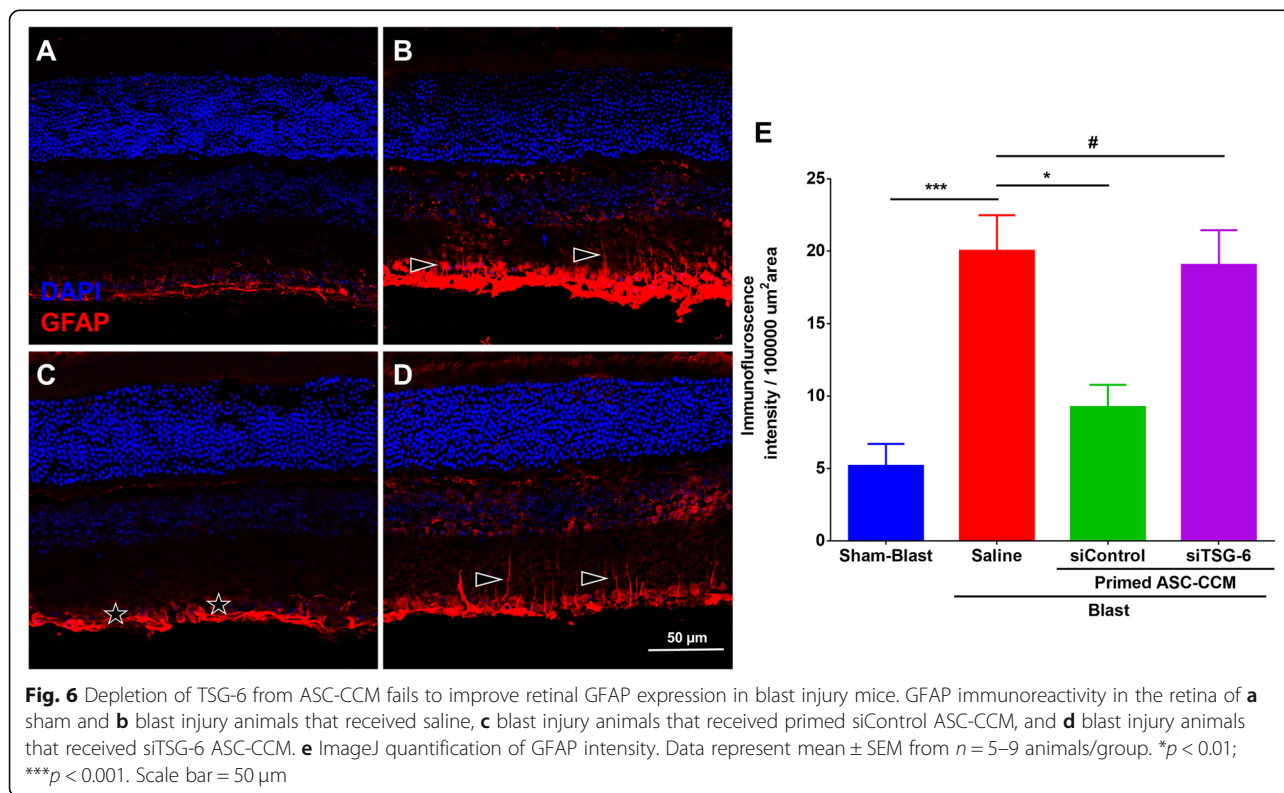 A
B
DAPI
GFAP
C
D
50 µm
E
Immunofluroscence
intensity / 100000 um²area
#
***
*
25
20
15
10
5
0
Sham-Blast
Saline
siControl
siTSG-6
Primed ASC-CCM
Blast
Fig. 6 Depletion of TSG-6 from ASC-CCM fails to improve retinal GFAP expression in blast injury mice. GFAP immunoreactivity in the retina of a
sham and b blast injury animals that received saline, c blast injury animals that received primed siControl ASC-CCM, and d blast injury animals
that received siTSG-6 ASC-CCM. e ImageJ quantification of GFAP intensity. Data represent mean ± SEM from n = 5–9 animals/group. *p < 0.01;
***p < 0.001. Scale bar = 50 µm